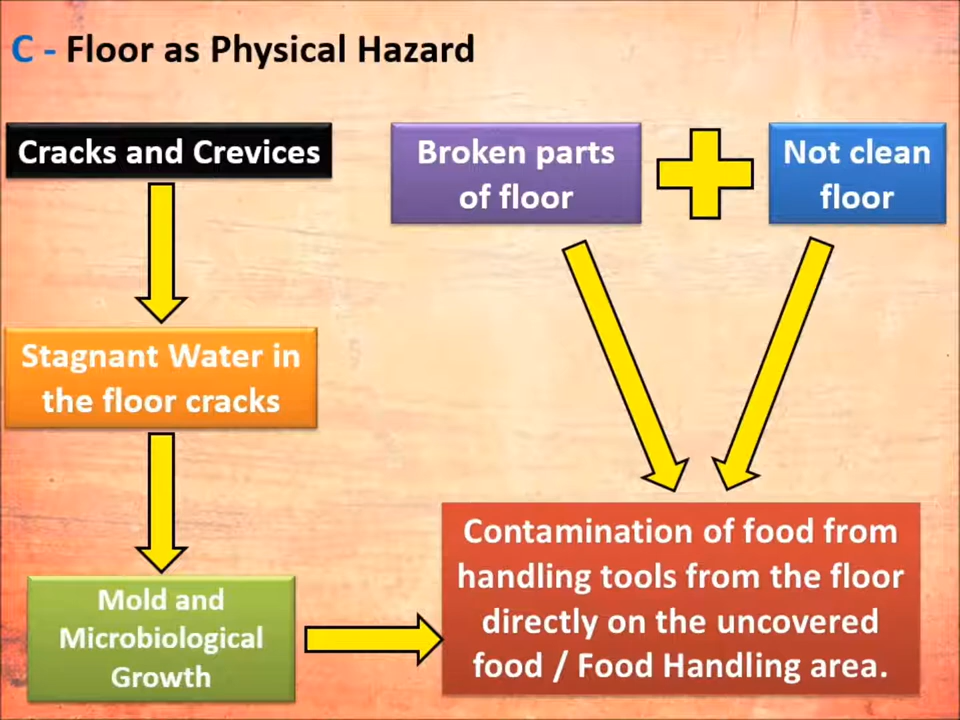 C - Floor as Physical Hazard
Cracks and Crevices
Broken parts
of floor
Not clean
floor
Stagnant Water in
the floor cracks
Mold and
Microbiological
Growth
Contamination of food from
handling tools from the floor
directly on the uncovered
food / Food Handling area.